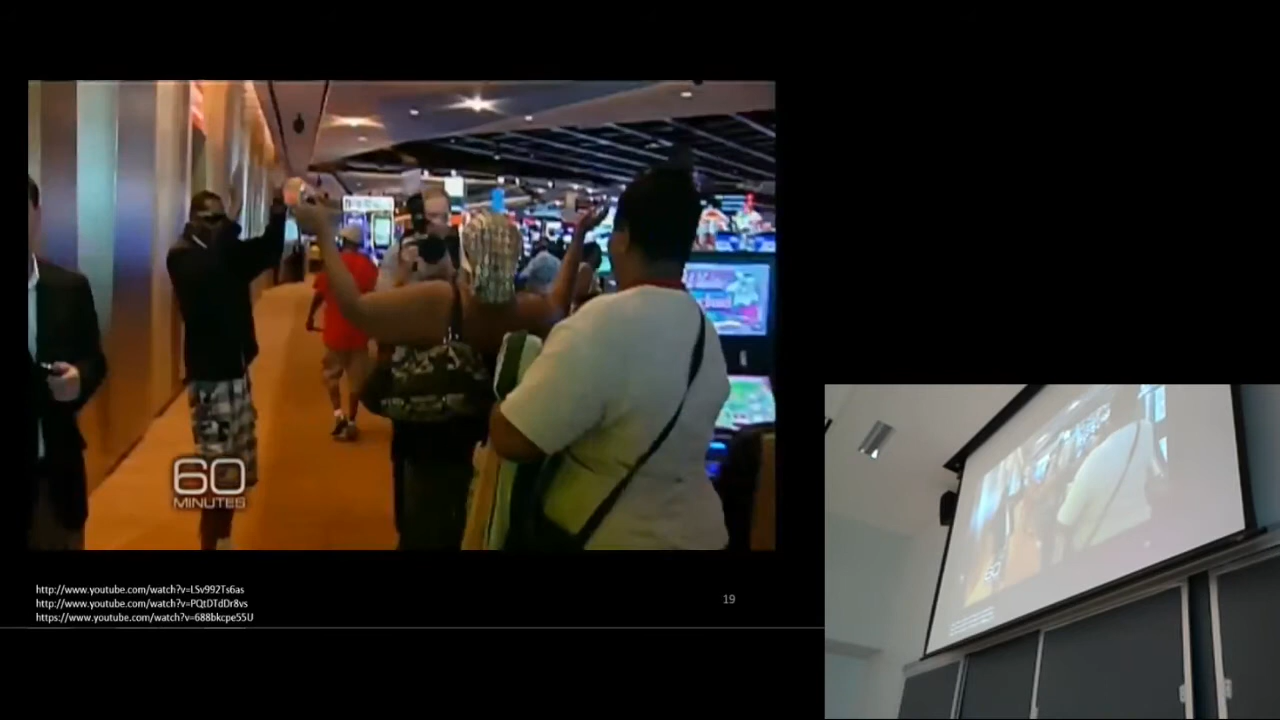 60
MINUTES
http://www.youtube.com/watch?v=LSv992Ts6as
http://www.youtube.com/watch?v=PQtDTdDr8vs
https://www.youtube.com/watch?v=688bkcpe55U
19